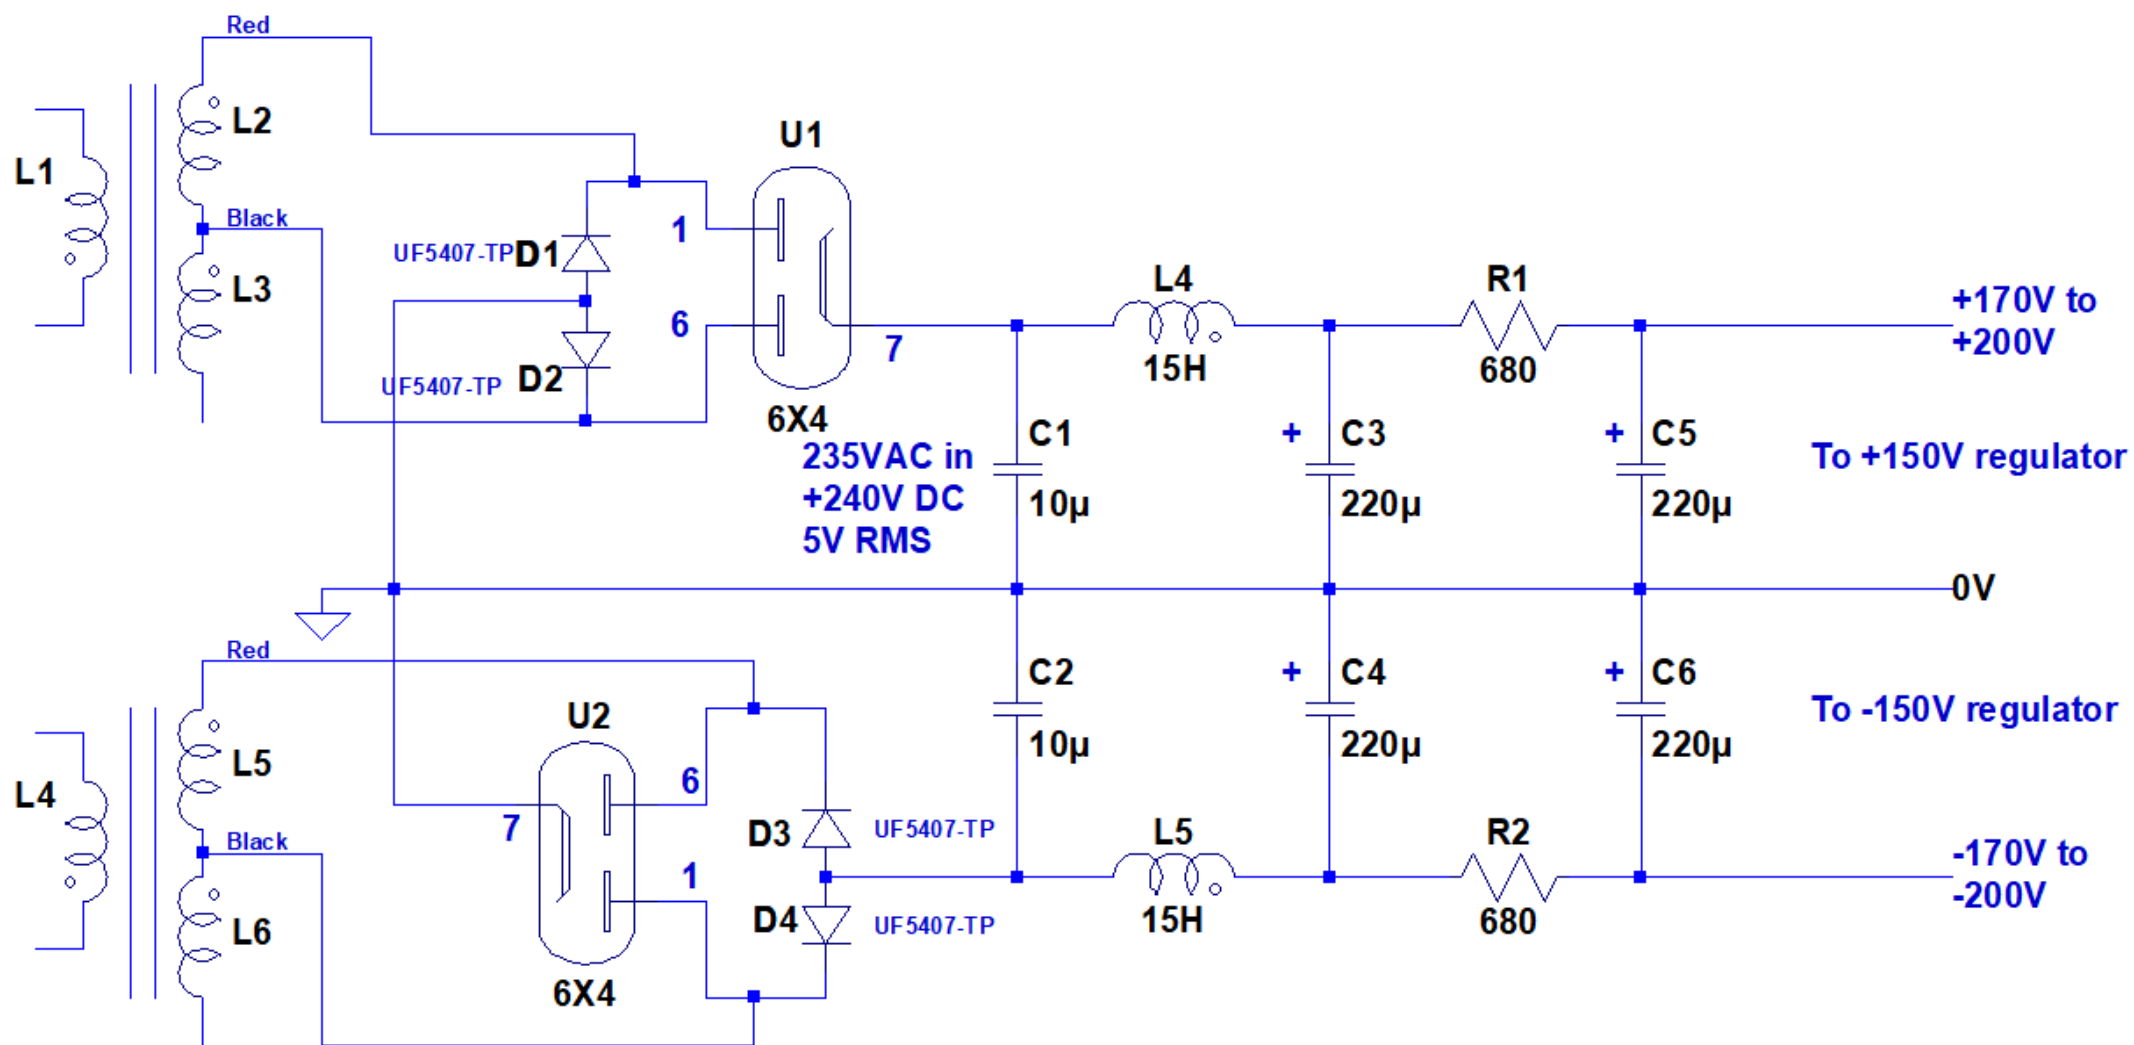 Red
L2
L1
Black
L3
U1
1
UF5407-TP
D1
6
7
UF5407-TP
D2
6X4
235VAC in
+240V DC
5V RMS
L4
15H
R1
680
+170V to
+200V
C1
10µ
+
C3
220µ
+
C5
220µ
To +150V regulator
0V
Red
U2
L5
L4
Black
L6
7
6
1
6X4
D3
UF5407-TP
D4
UF5407-TP
C2
10µ
+
C4
220µ
+
C6
220µ
To -150V regulator
L5
15H
R2
680
-170V to
-200V